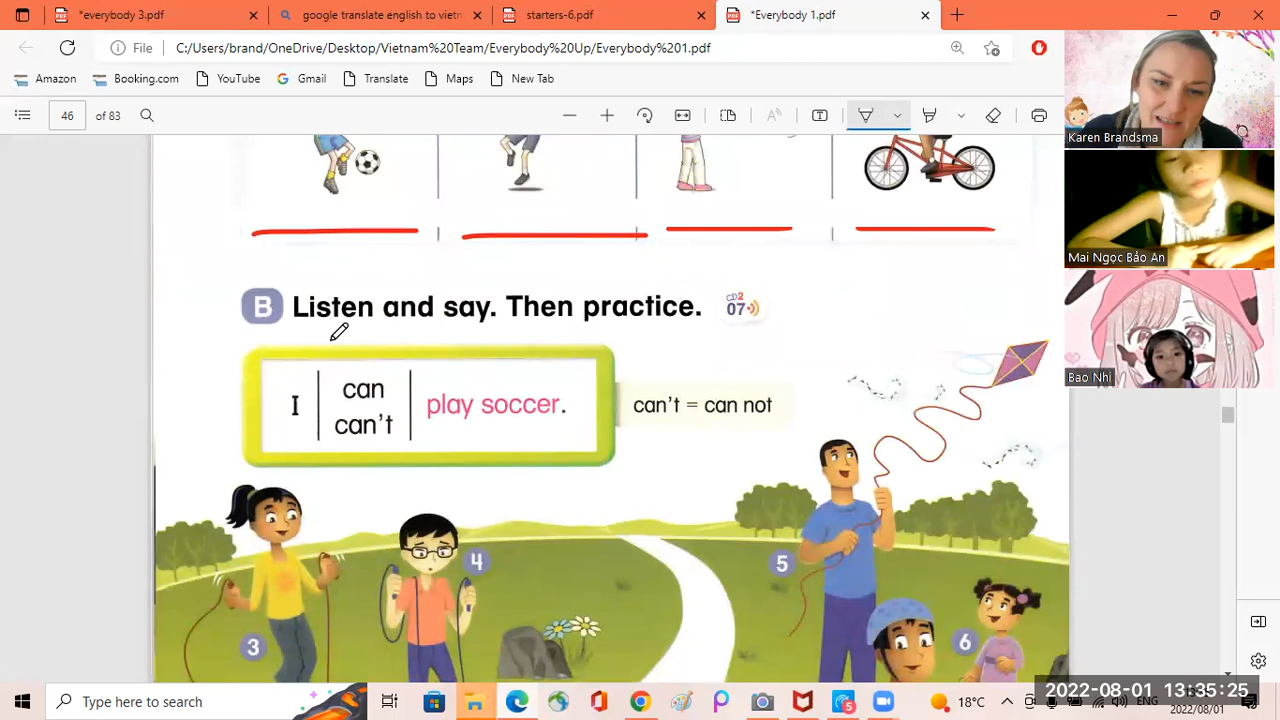 *everybody 3.pdf
google translate english to vietn
starters-6.pdf
*Everybody 1.pdf
File
C:/Users/brand/OneDrive/Desktop/Vietnam%20Team/Everybody%20Up/Everybody%201.pdf
Amazon
Booking.com
YouTube
Gmail
Translate
Maps
New Tab
46 of 83
Karen Brandsma
Mai Ngọc Bảo An
Bao Nhi
B Listen and say. Then practice. CD2 07
I can can't play soccer.
can't = can not
3
4
5
6
Type here to search
5
18°C
ENG
2022-08-01 13:35:25
2022/08/01